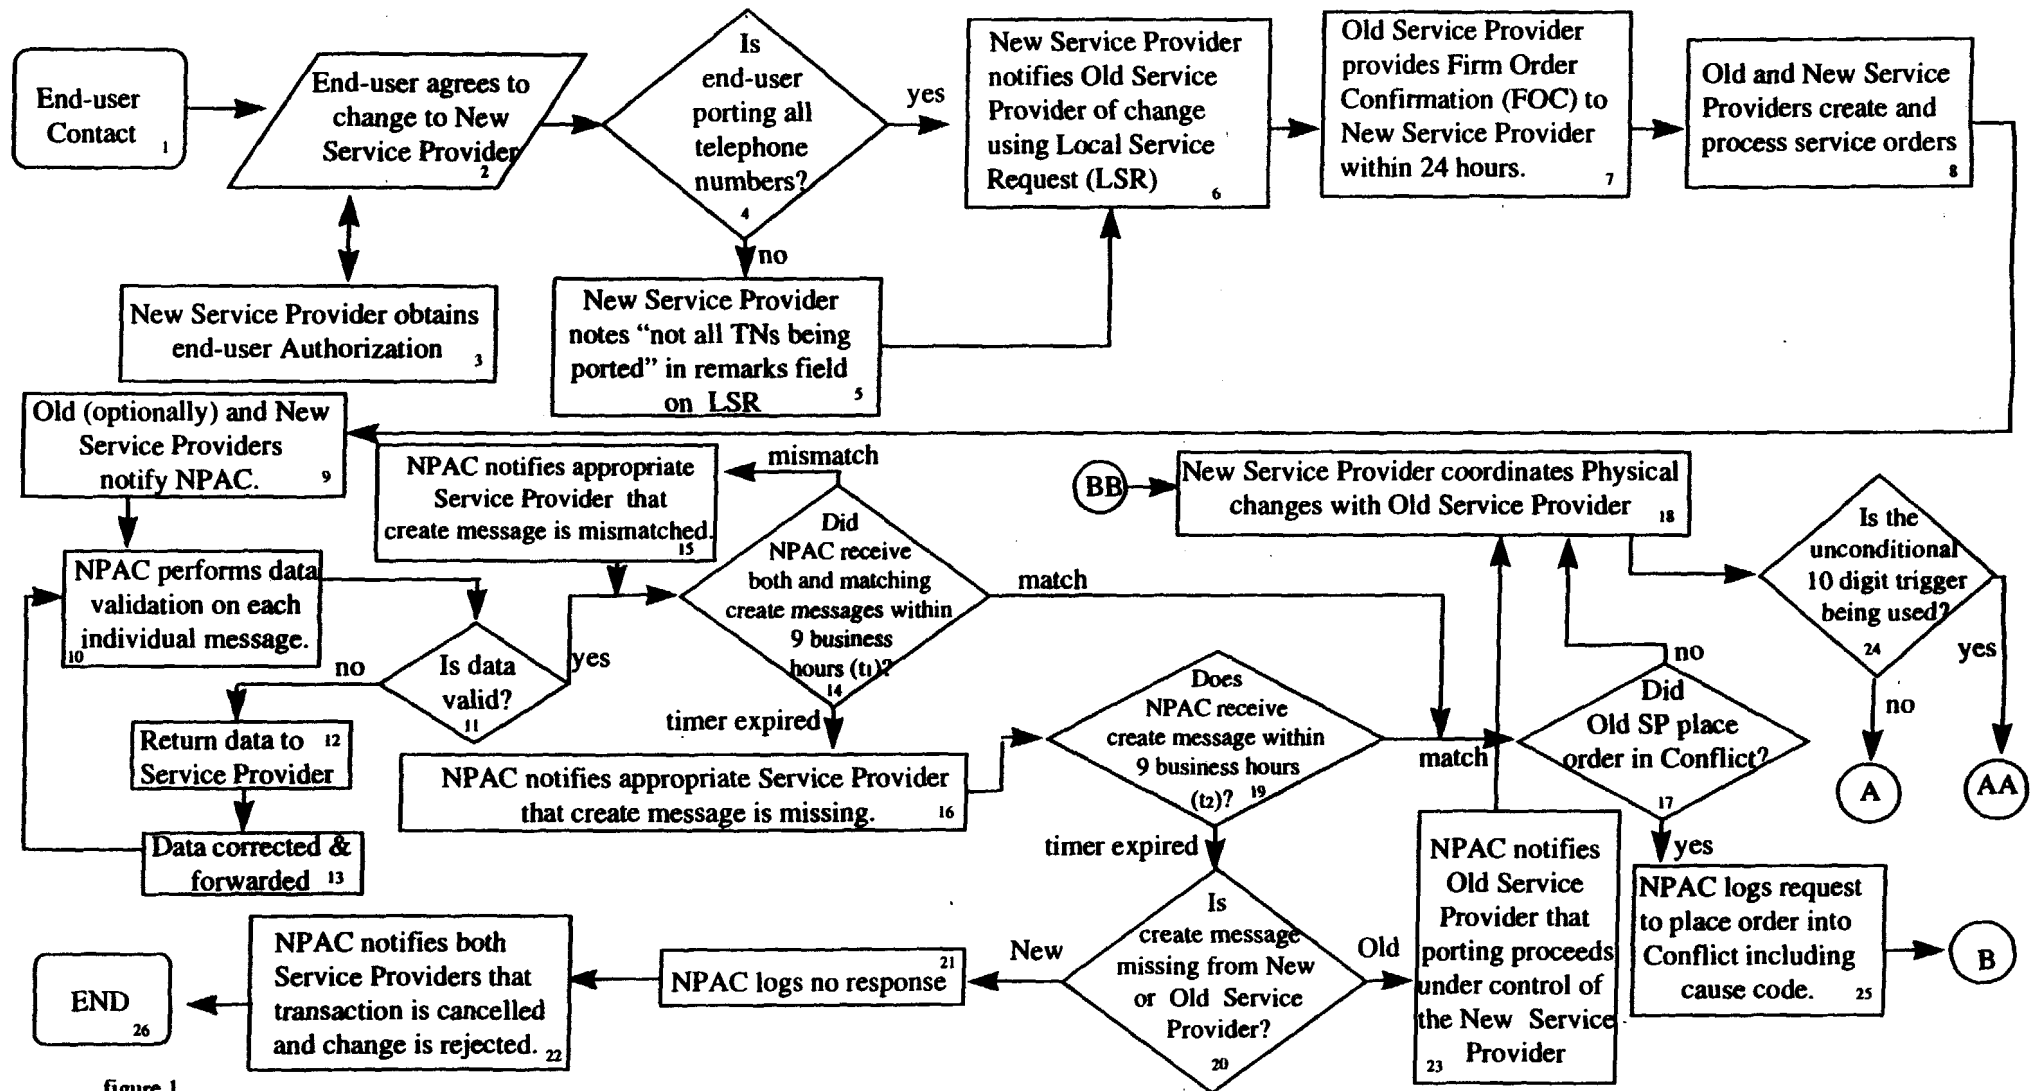 End-user
Contact
1
End-user agrees to
change to New
Service Provider
2
New Service Provider obtains
end-user Authorization
3
Is
end-user
porting all
telephone
numbers?
4
yes
no
New Service Provider
notes “not all TNs being
ported” in remarks field
on LSR
5
New Service Provider
notifies Old Service
Provider of change
using Local Service
Request (LSR)
6
Old Service Provider
provides Firm Order
Confirmation (FOC) to
New Service Provider
within 24 hours.
7
Old and New Service
Providers create and
process service orders
8
Old (optionally) and New
Service Providers
notify NPAC.
9
NPAC performs data
validation on each
individual message.
10
Is data
valid?
11
no
yes
Return data to
Service Provider
12
Data corrected &
forwarded
13
NPAC notifies appropriate
Service Provider that
create message is mismatched.
15
mismatch
Did
NPAC receive
both and matching
create messages within
9 business
hours (t1)?
14
match
timer expired
NPAC notifies appropriate Service Provider
that create message is missing.
16
Does
NPAC receive
create message within
9 business hours
(t2)?
19
match
timer expired
BB
New Service Provider coordinates Physical
changes with Old Service Provider
18
Is the
unconditional
10 digit trigger
being used?
24
yes
no
A
AA
Did
Old SP place
order in Conflict?
17
no
yes
NPAC logs request
to place order into
Conflict including
cause code.
25
B
Is
create message
missing from New
or Old Service
Provider?
20
New
Old
NPAC notifies
Old Service
Provider that
porting proceeds
under control of
the New Service
Provider
23
NPAC logs no response
21
NPAC notifies both
Service Providers that
transaction is cancelled
and change is rejected.
22
END
26
figure 1